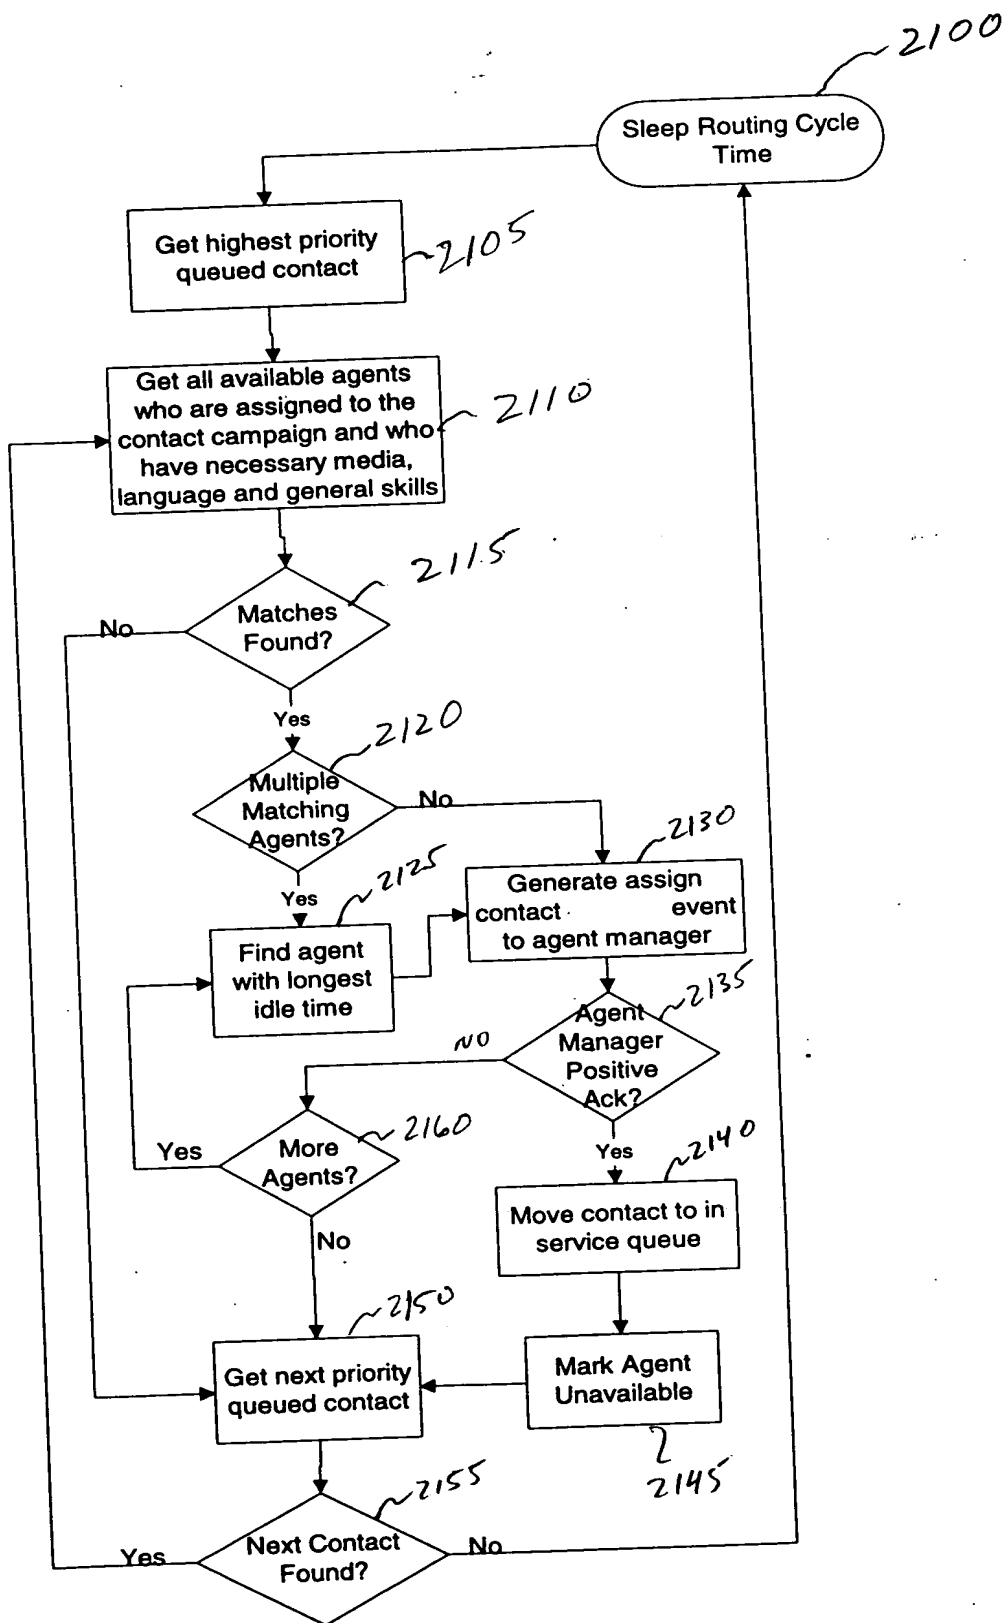 2100
Sleep Routing Cycle
Time
Get highest priority
queued contact
2105
Get all available agents
who are assigned to the
contact campaign and who
have necessary media,
language and general skills
2110
2115
Matches
Found?
No
Yes
2120
Multiple
Matching
Agents?
No
Yes
2125
Find agent
with longest
idle time
2130
Generate assign
contact event
to agent manager
2135
Agent
Manager
Positive
Ack?
NO
Yes
2160
More
Agents?
Yes
No
2140
Move contact to in
service queue
2150
Get next priority
queued contact
Mark Agent
Unavailable
2145
2155
Next Contact
Found?
Yes
No